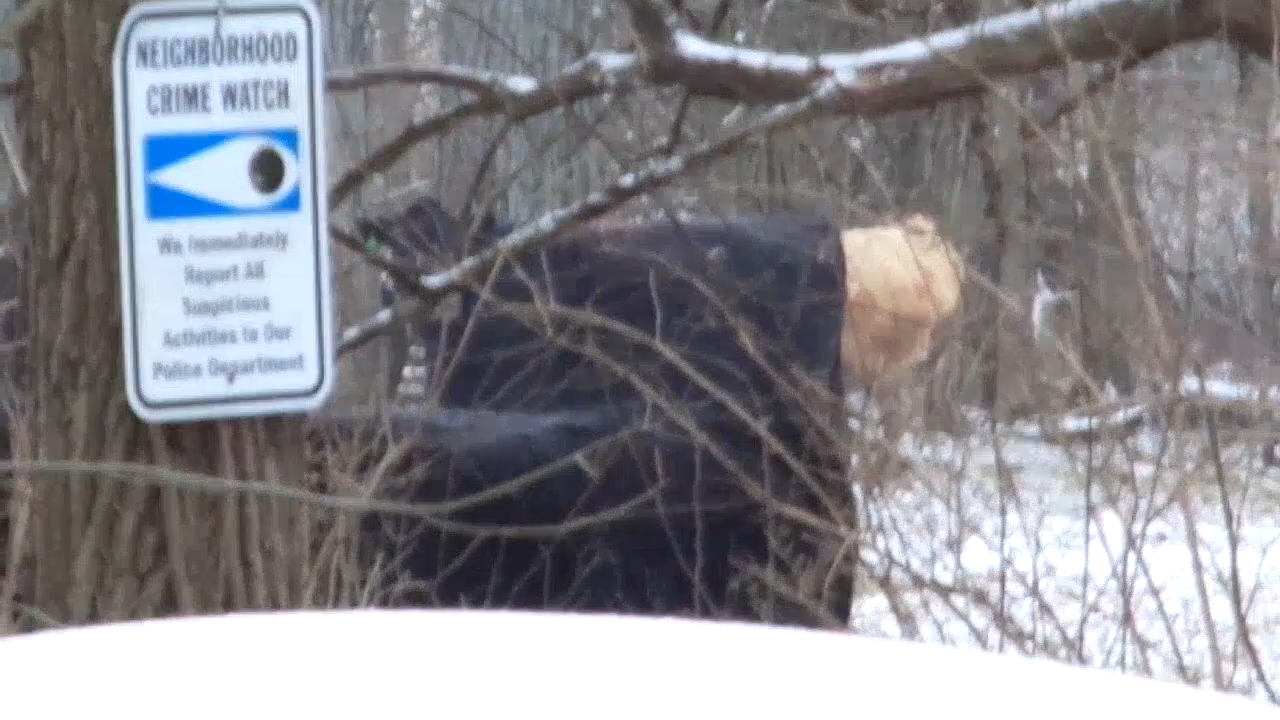 NEIGHBORHOOD
CRIME WATCH
We Immediately
Report All
Suspicious
Activities to Our
Police Department